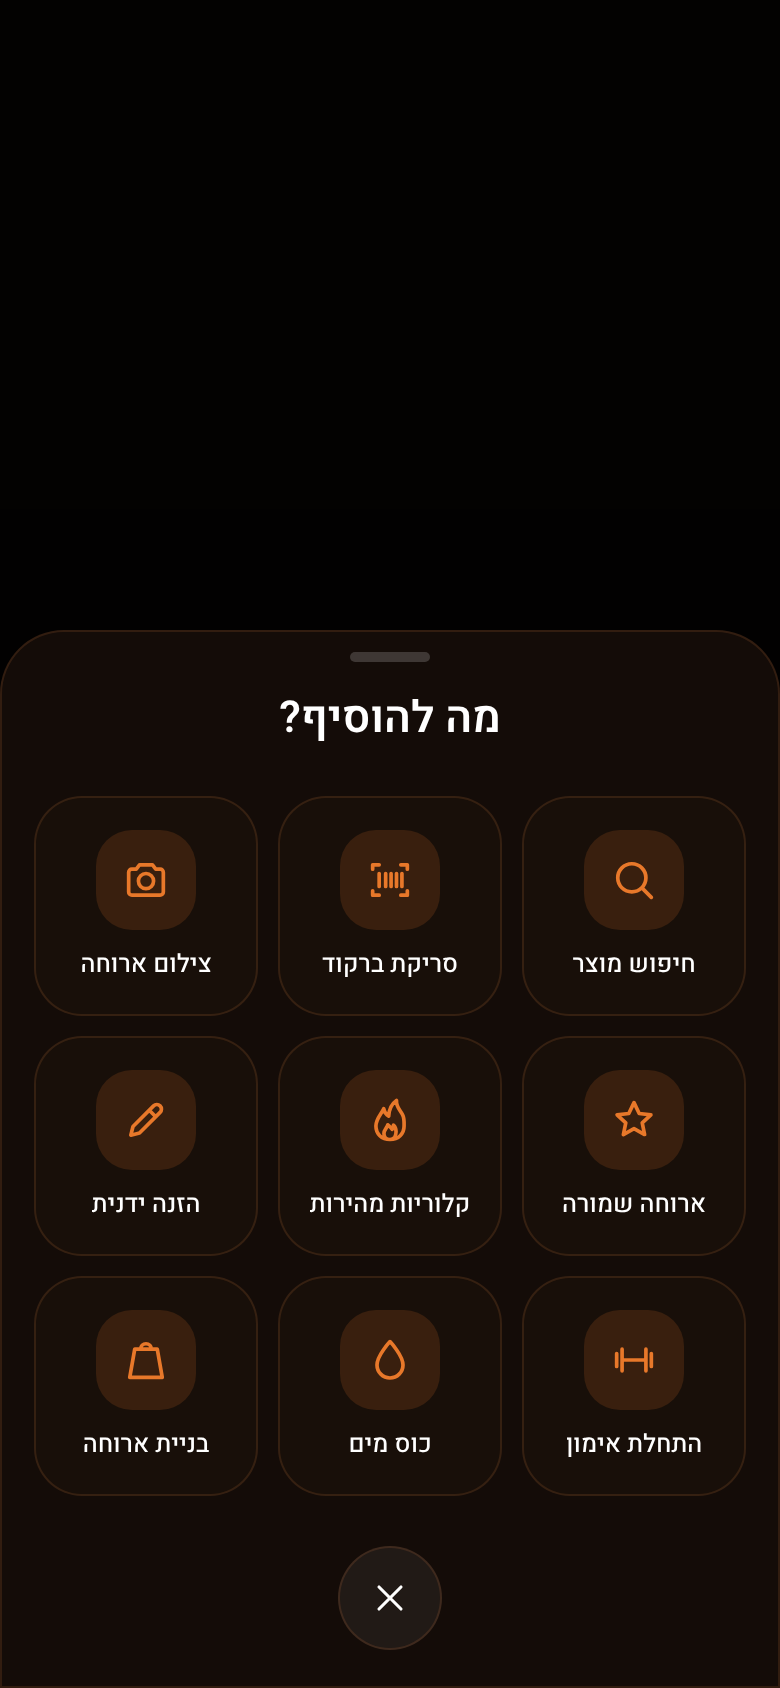 מה להוסיף?
חיפוש מוצר
סריקת ברקוד
צילום ארוחה
ארוחה שמורה
קלוריות מהירות
הזנה ידנית
התחלת אימון
כוס מים
בניית ארוחה